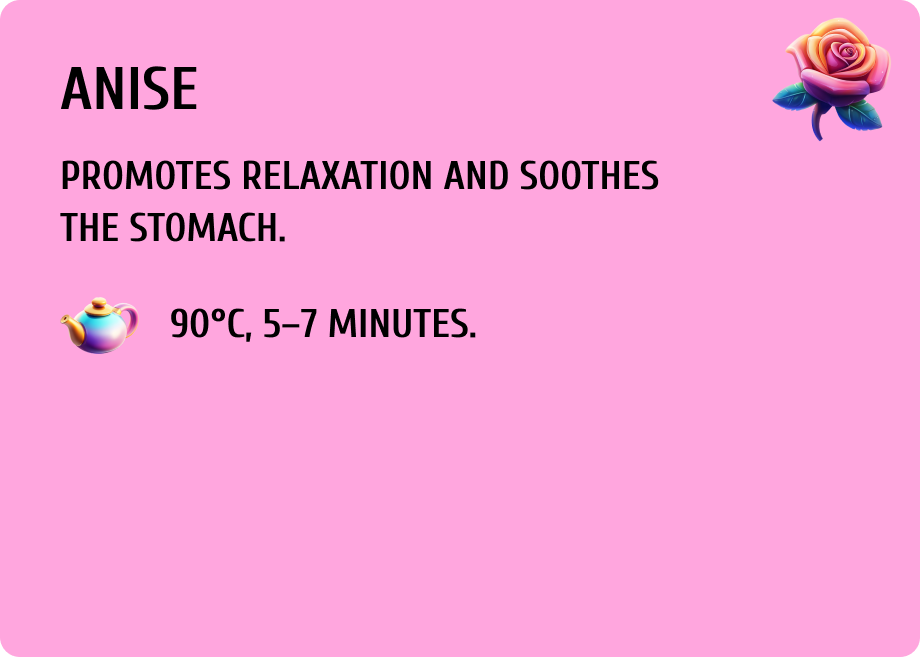 ANISE
PROMOTES RELAXATION AND SOOTHES
THE STOMACH.
90°C, 5–7 MINUTES.